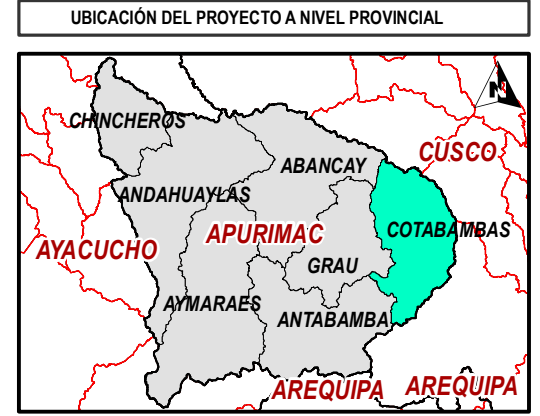 UBICACIÓN DEL PROYECTO A NIVEL PROVINCIAL
N
CHINCHEROS
CUSCO
ABANCAY
ANDAHUAYLAS
COTABAMBAS
APURIMAC
AYACUCHO
GRAU
AYMARAES
ANTABAMBA
AREQUIPA
AREQUIPA